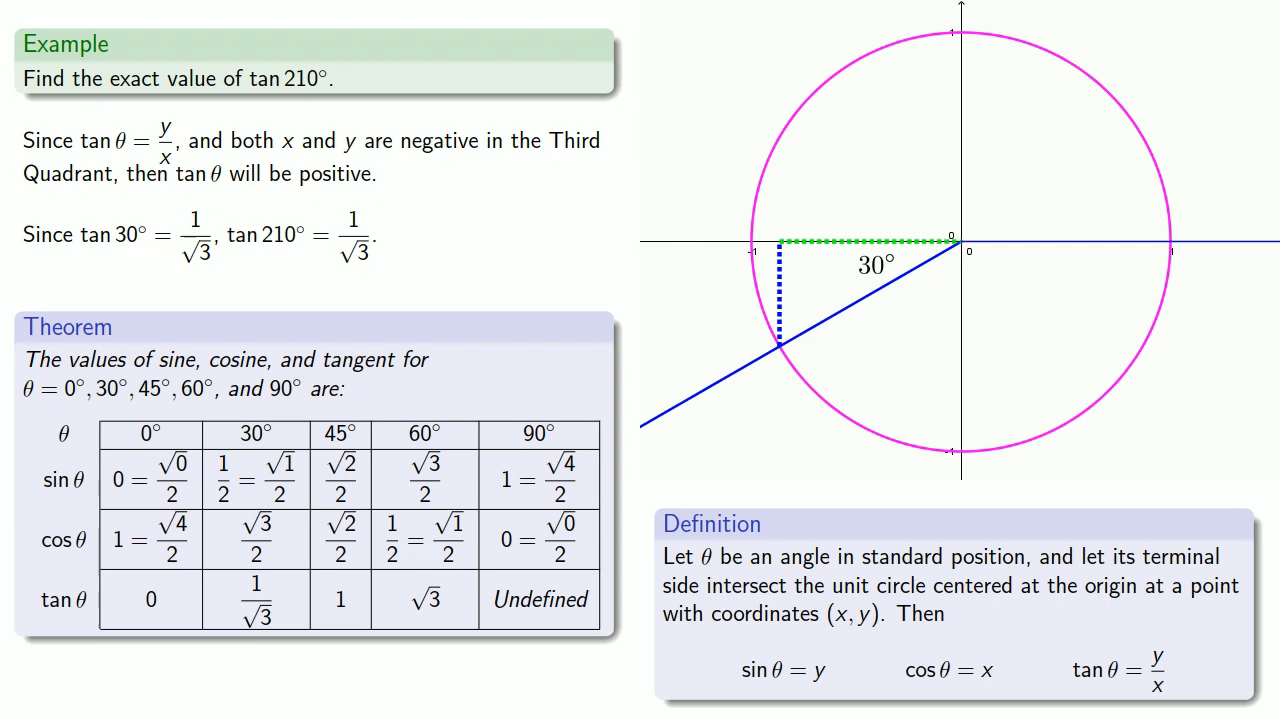 Example
Find the exact value of tan 210°.
Since tan θ = y/x, and both x and y are negative in the Third
Quadrant, then tan θ will be positive.
Since tan 30° = 1/√3, tan 210° = 1/√3.
Theorem
The values of sine, cosine, and tangent for
θ = 0°, 30°, 45°, 60°, and 90° are:
θ 0° 30° 45° 60° 90°
sin θ 0 = √0/2 1/2 = √1/2 √2/2 √3/2 1 = √4/2
cos θ 1 = √4/2 √3/2 √2/2 1/2 = √1/2 0 = √0/2
tan θ 0 1/√3 1 √3 Undefined
1
0
-1 0 1
30°
-1
Definition
Let θ be an angle in standard position, and let its terminal
side intersect the unit circle centered at the origin at a point
with coordinates (x, y). Then
sin θ = y cos θ = x tan θ = y/x